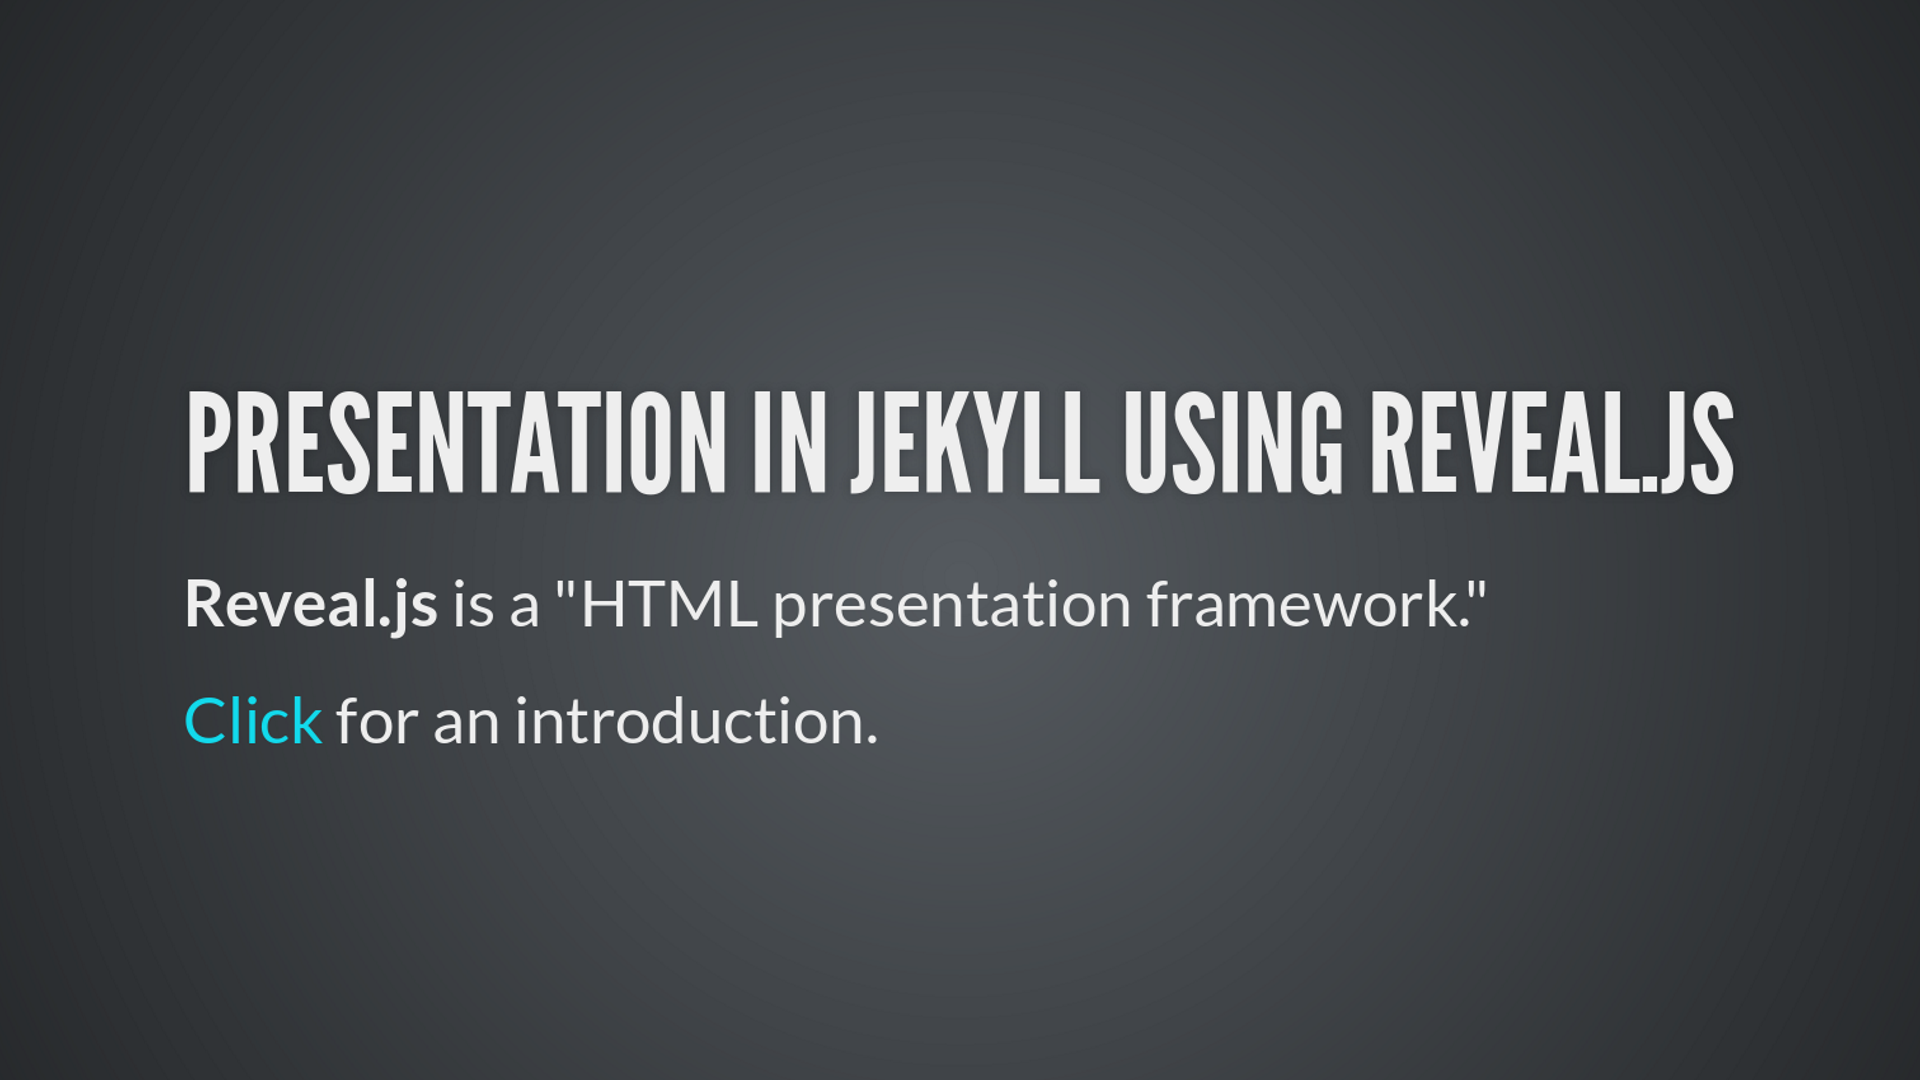 PRESENTATION IN JEKYLL USING REVEAL.JS
Reveal.js is a "HTML presentation framework."
Click for an introduction.